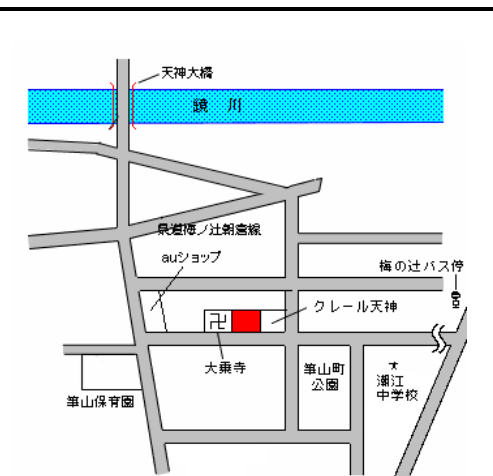 天神大橋
鏡川
県道梅ノ辻朝倉線
auショップ
梅の辻バス停
クレール天神
卍
大乗寺
筆山町
公園
潮江
中学校
筆山保育園